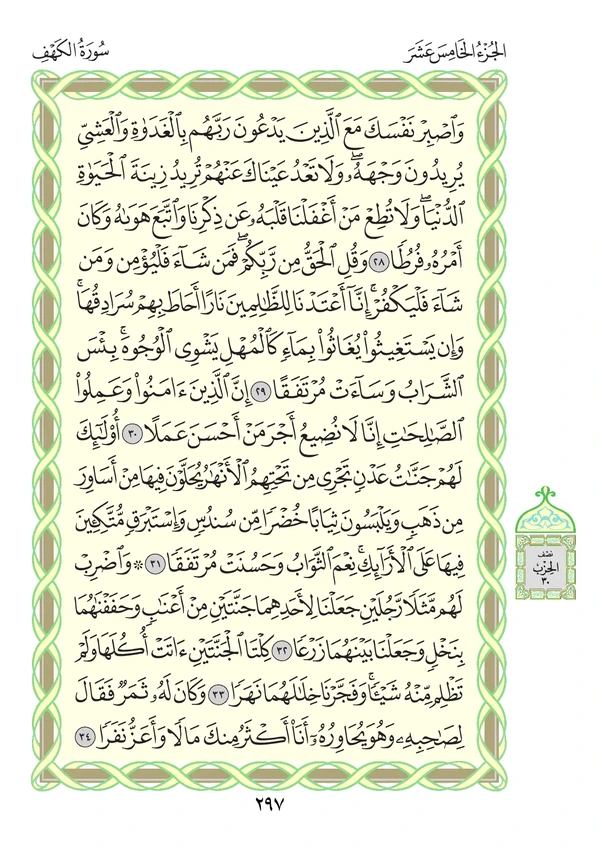 الجُزْءُ الخَامِسَ عَشَرَ
سُورَةُ الكَهْفِ
وَٱصۡبِرۡ نَفۡسَكَ مَعَ ٱلَّذِينَ يَدۡعُونَ رَبَّهُم بِٱلۡغَدَوٰةِ وَٱلۡعَشِيِّ
يُرِيدُونَ وَجۡهَهُۥۖ وَلَا تَعۡدُ عَيۡنَاكَ عَنۡهُمۡ تُرِيدُ زِينَةَ ٱلۡحَيَوٰةِ
ٱلدُّنۡيَاۖ وَلَا تُطِعۡ مَنۡ أَغۡفَلۡنَا قَلۡبَهُۥ عَن ذِكۡرِنَا وَٱتَّبَعَ هَوَىٰهُ وَكَانَ
أَمۡرُهُۥ فُرُطٗا ٢٨ وَقُلِ ٱلۡحَقُّ مِن رَّبِّكُمۡۖ فَمَن شَآءَ فَلۡيُؤۡمِن وَمَن
شَآءَ فَلۡيَكۡفُرۡۚ إِنَّآ أَعۡتَدۡنَا لِلظَّٰلِمِينَ نَارًا أَحَاطَ بِهِمۡ سُرَادِقُهَاۚ
وَإِن يَسۡتَغِيثُواْ يُغَاثُواْ بِمَآءٖ كَٱلۡمُهۡلِ يَشۡوِي ٱلۡوُجُوهَۚ بِئۡسَ
ٱلشَّرَابُ وَسَآءَتۡ مُرۡتَفَقًا ٢٩ إِنَّ ٱلَّذِينَ ءَامَنُواْ وَعَمِلُواْ
ٱلصَّٰلِحَٰتِ إِنَّا لَا نُضِيعُ أَجۡرَ مَنۡ أَحۡسَنَ عَمَلًا ٣٠ أُوْلَٰٓئِكَ
لَهُمۡ جَنَّٰتُ عَدۡنٖ تَجۡرِي مِن تَحۡتِهِمُ ٱلۡأَنۡهَٰرُ يُحَلَّوۡنَ فِيهَا مِنۡ أَسَاوِرَ
مِن ذَهَبٖ وَيَلۡبَسُونَ ثِيَابًا خُضۡرٗا مِّن سُندُسٖ وَإِسۡتَبۡرَقٖ مُّتَّكِـِٔينَ
فِيهَا عَلَى ٱلۡأَرَآئِكِۚ نِعۡمَ ٱلثَّوَابُ وَحَسُنَتۡ مُرۡتَفَقٗا ٣١ ۞ وَٱضۡرِبۡ
لَهُم مَّثَلٗا رَّجُلَيۡنِ جَعَلۡنَا لِأَحَدِهِمَا جَنَّتَيۡنِ مِنۡ أَعۡنَٰبٖ وَحَفَفۡنَٰهُمَا
بِنَخۡلٖ وَجَعَلۡنَا بَيۡنَهُمَا زَرۡعٗا ٣٢ كِلۡتَا ٱلۡجَنَّتَيۡنِ ءَاتَتۡ أُكُلَهَا وَلَمۡ
تَظۡلِم مِّنۡهُ شَيۡـٔٗاۚ وَفَجَّرۡنَا خِلَٰلَهُمَا نَهَرٗا ٣٣ وَكَانَ لَهُۥ ثَمَرٞ فَقَالَ
لِصَٰحِبِهِۦ وَهُوَ يُحَاوِرُهُۥٓ أَنَا۠ أَكۡثَرُ مِنكَ مَالٗا وَأَعَزُّ نَفَرٗا ٣٤
نصف
الحزب
٣٠
٢٩٧